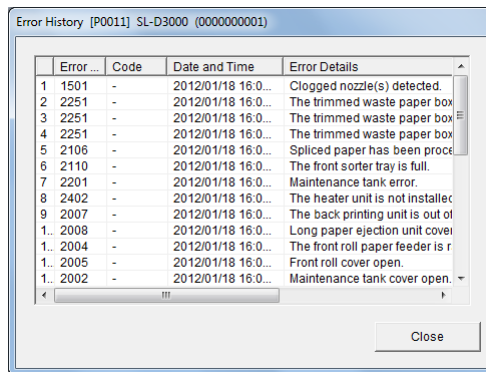 Error History [P0011] SL-D3000 (0000000001)
Error ... Code Date and Time Error Details
1 1501 - 2012/01/18 16:0... Clogged nozzle(s) detected.
2 2251 - 2012/01/18 16:0... The trimmed waste paper box
3 2251 - 2012/01/18 16:0... The trimmed waste paper box
4 2251 - 2012/01/18 16:0... The trimmed waste paper box
5 2106 - 2012/01/18 16:0... Spliced paper has been proce
6 2110 - 2012/01/18 16:0... The front sorter tray is full.
7 2201 - 2012/01/18 16:0... Maintenance tank error.
8 2402 - 2012/01/18 16:0... The heater unit is not installed
9 2007 - 2012/01/18 16:0... The back printing unit is out of
1.. 2008 - 2012/01/18 16:0... Long paper ejection unit cover
1.. 2004 - 2012/01/18 16:0... The front roll paper feeder is r
1.. 2005 - 2012/01/18 16:0... Front roll cover open.
1.. 2002 - 2012/01/18 16:0... Maintenance tank cover open.
Close